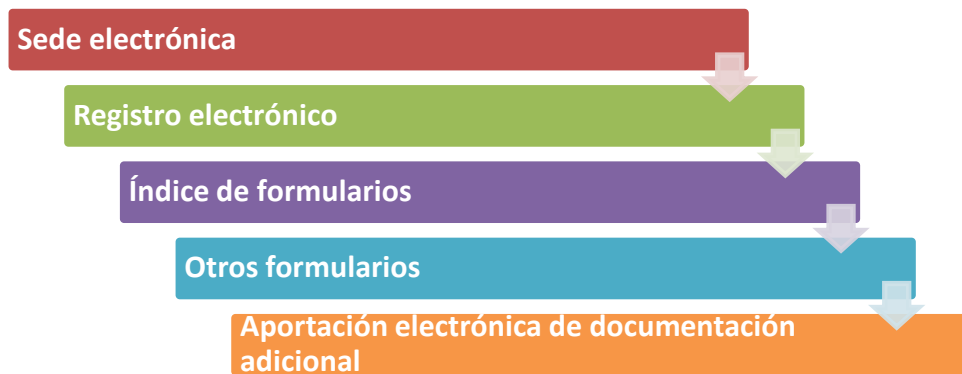 Sede electrónica
Registro electrónico
Índice de formularios
Otros formularios
Aportación electrónica de documentación
adicional